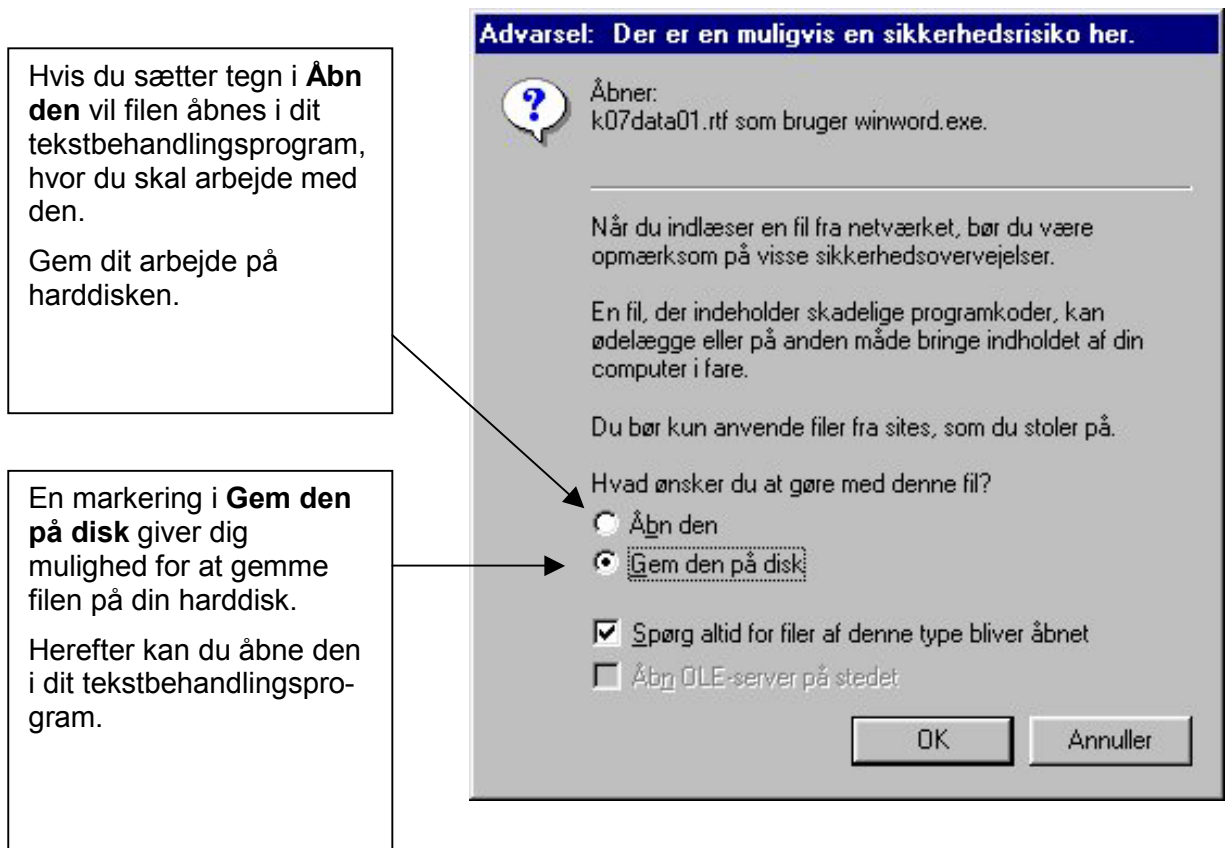 Hvis du sætter tegn i Åbn
den vil filen åbnes i dit
tekstbehandlingsprogram,
hvor du skal arbejde med
den.
Gem dit arbejde på
harddisken.
En markering i Gem den
på disk giver dig
mulighed for at gemme
filen på din harddisk.
Herefter kan du åbne den
i dit tekstbehandlingspro-
gram.
Advarsel: Der er en muligvis en sikkerhedsrisiko her.
Åbner:
k07data01.rtf som bruger winword.exe.
Når du indlæser en fil fra netværket, bør du være
opmærksom på visse sikkerhedsovervejelser.
En fil, der indeholder skadelige programkoder, kan
ødelægge eller på anden måde bringe indholdet af din
computer i fare.
Du bør kun anvende filer fra sites, som du stoler på.
Hvad ønsker du at gøre med denne fil?
Åbn den
Gem den på disk
Spørg altid for filer af denne type bliver åbnet
Åbn OLE-server på stedet
OK
Annuller